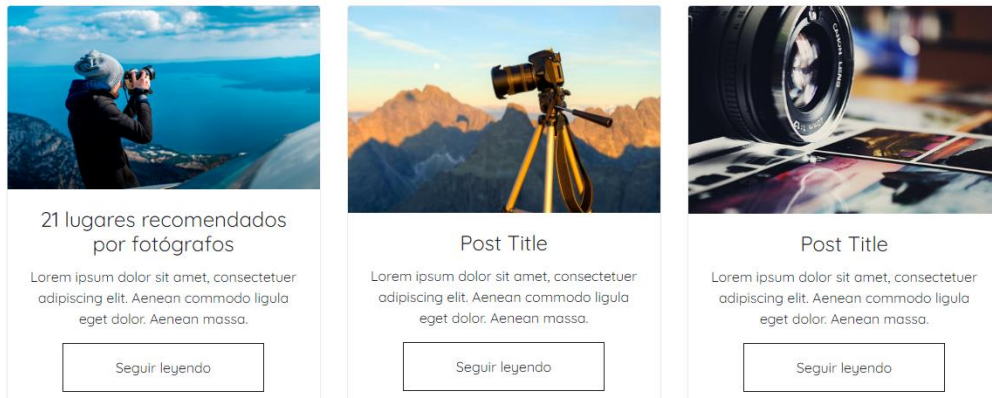 21 lugares recomendados
por fotógrafos
Lorem ipsum dolor sit amet, consectetuer
adipiscing elit. Aenean commodo ligula
eget dolor. Aenean massa.
Seguir leyendo
CANON LENS
Post Title
Lorem ipsum dolor sit amet, consectetuer
adipiscing elit. Aenean commodo ligula
eget dolor. Aenean massa.
Seguir leyendo
Post Title
Lorem ipsum dolor sit amet, consectetuer
adipiscing elit. Aenean commodo ligula
eget dolor. Aenean massa.
Seguir leyendo